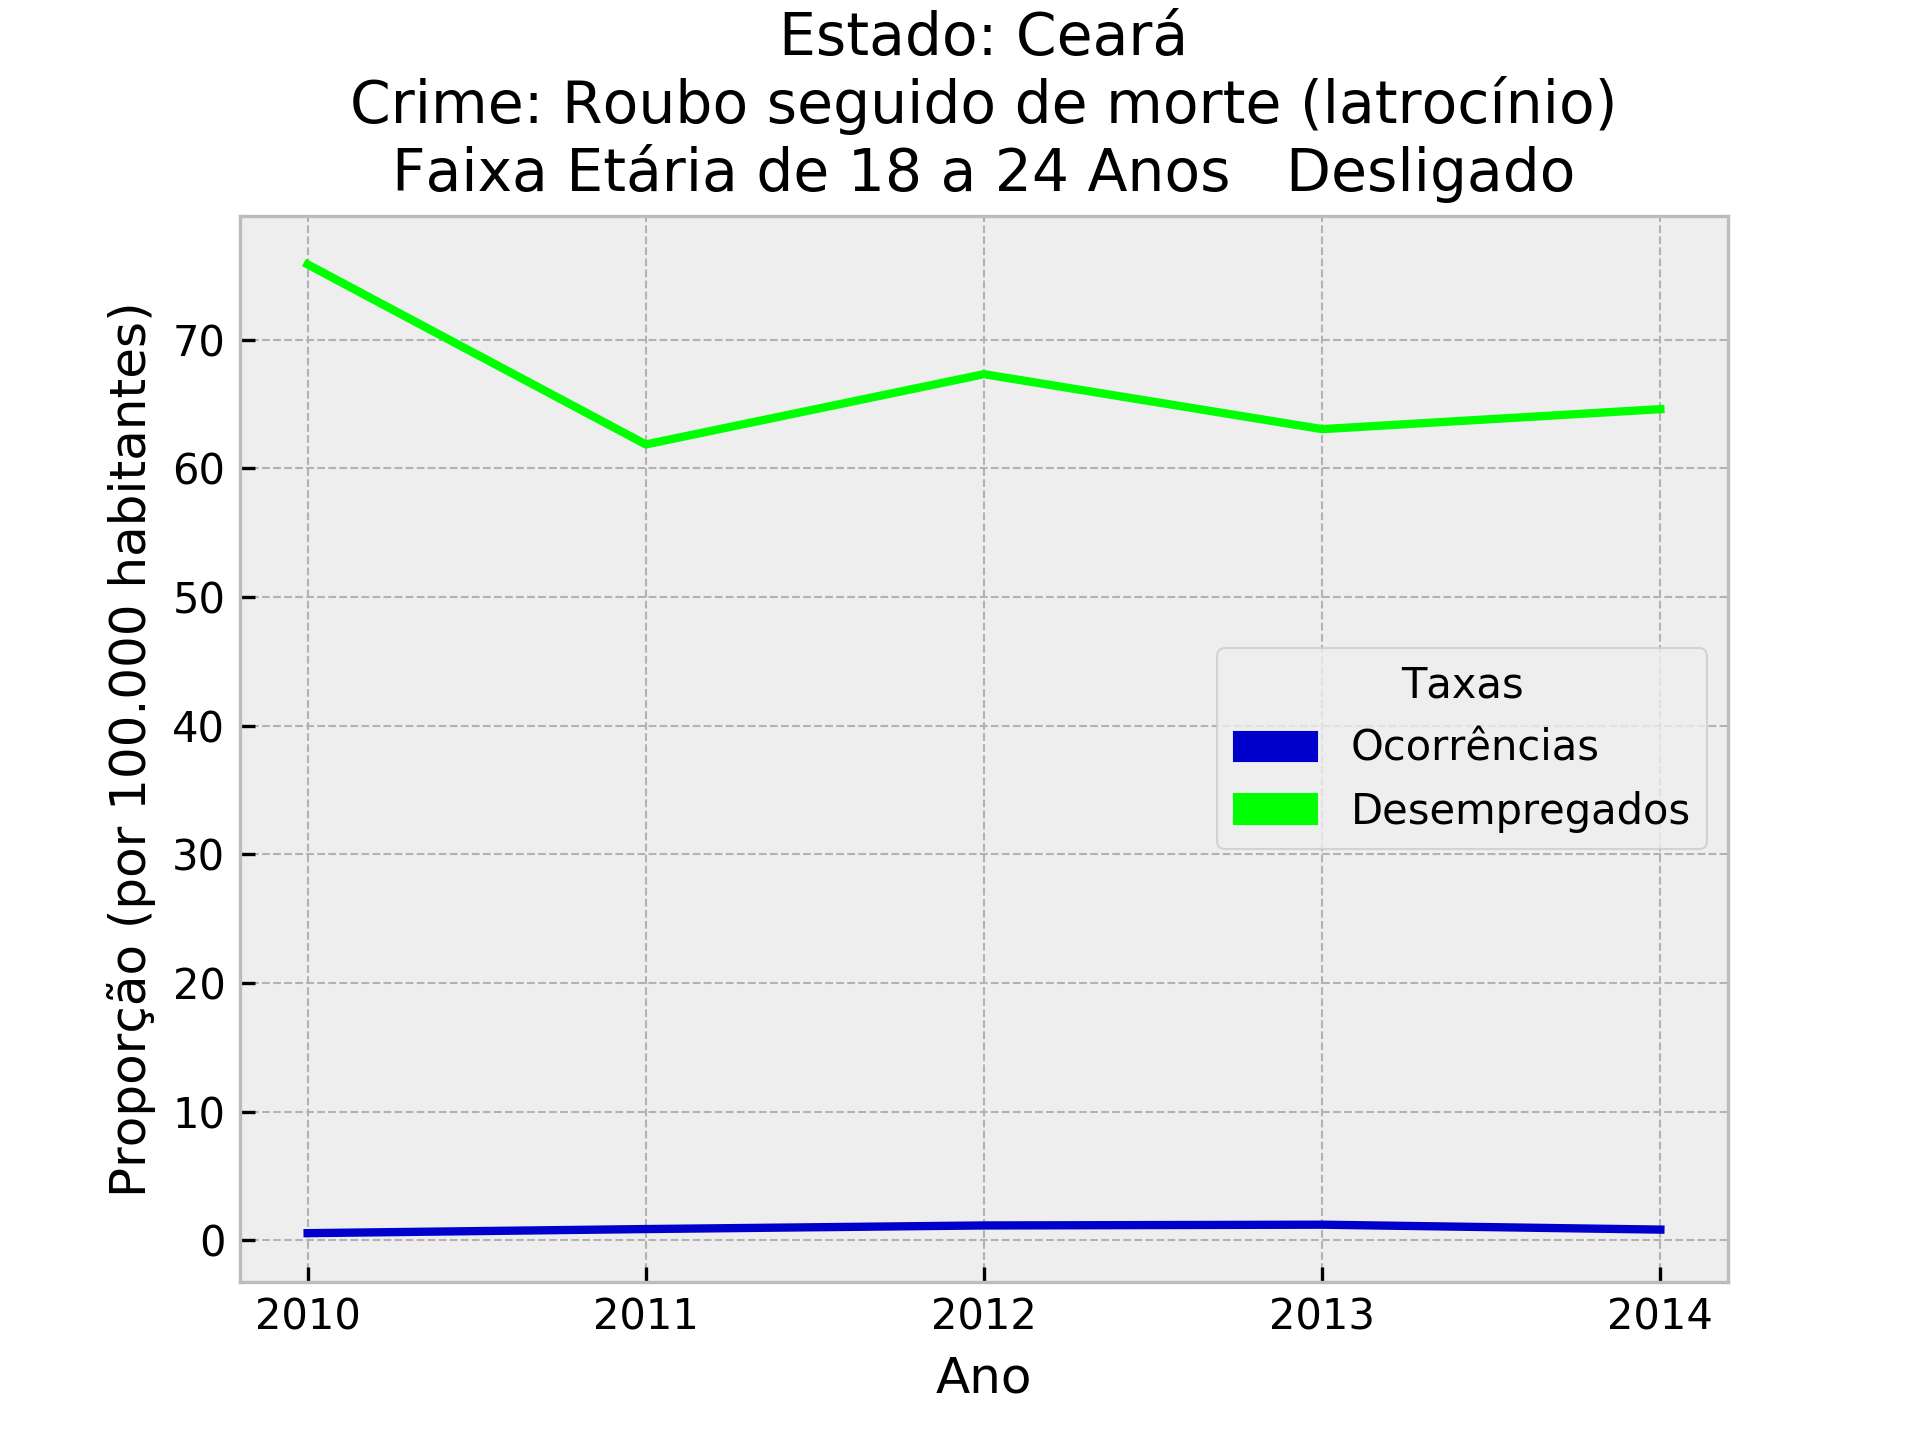 Estado: Ceará
Crime: Roubo seguido de morte (latrocínio)
Faixa Etária de 18 a 24 Anos   Desligado
Proporção (por 100.000 habitantes)
70
60
50
40
30
20
10
0
Taxas
Ocorrências
Desempregados
2010
2011
2012
2013
2014
Ano